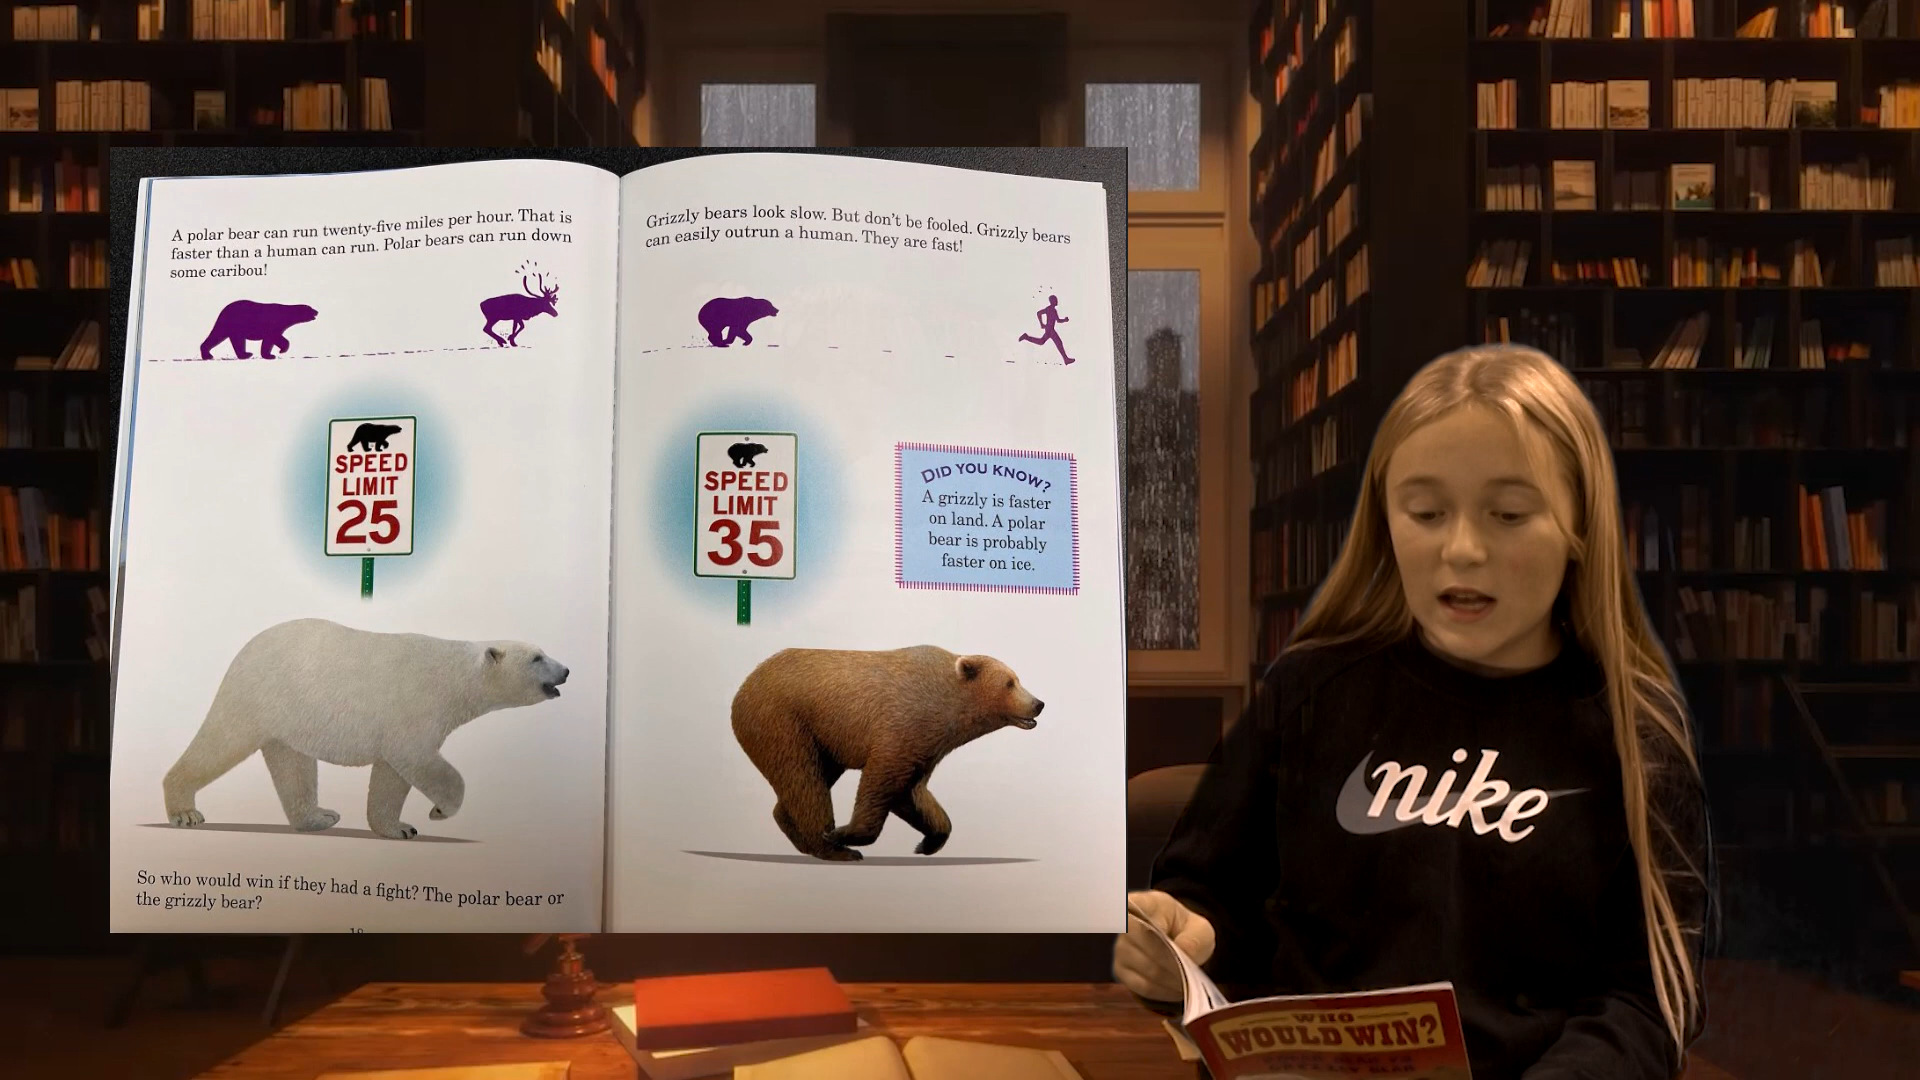 A polar bear can run twenty-five miles per hour. That is
faster than a human can run. Polar bears can run down
some caribou!
SPEED
LIMIT
25
So who would win if they had a fight? The polar bear or
the grizzly bear?
Grizzly bears look slow. But don't be fooled. Grizzly bears
can easily outrun a human. They are fast!
SPEED
LIMIT
35
DID YOU KNOW?
A grizzly is faster
on land. A polar
bear is probably
faster on ice.
nike
WHO
WOULD WIN?
GRIZZLY BEAR